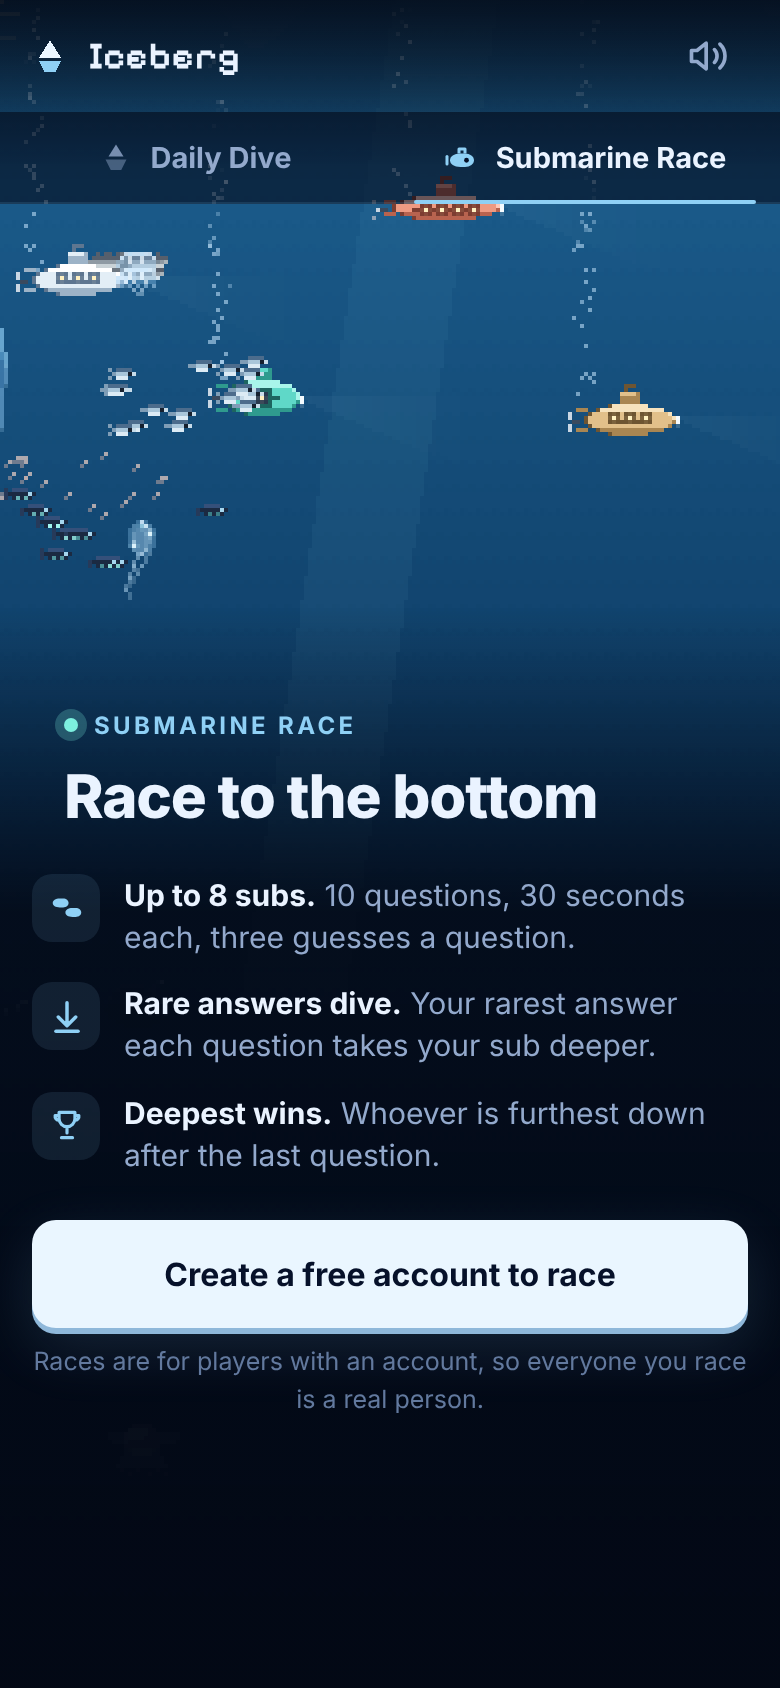 Iceberg
Daily Dive
Submarine Race
SUBMARINE RACE
Race to the bottom
Up to 8 subs. 10 questions, 30 seconds
each, three guesses a question.
Rare answers dive. Your rarest answer
each question takes your sub deeper.
Deepest wins. Whoever is furthest down
after the last question.
Create a free account to race
Races are for players with an account, so everyone you race
is a real person.